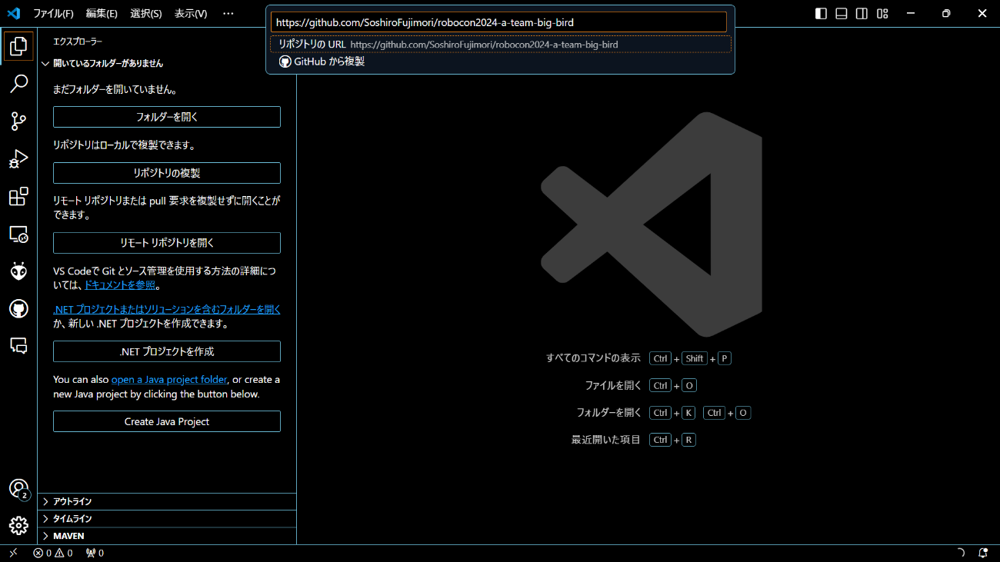 ファイル(F) 編集(E) 選択(S) 表示(V) ···
https://github.com/SoshiroFujimori/robocon2024-a-team-big-bird
リポジトリの URL https://github.com/SoshiroFujimori/robocon2024-a-team-big-bird
GitHub から複製
エクスプローラー
開いているフォルダーがありません
まだフォルダーを開いていません。
フォルダーを開く
リポジトリはローカルで複製できます。
リポジトリの複製
リモート リポジトリまたは pull 要求を複製せずに開くことが
できます。
リモート リポジトリを開く
VS Codeで Git とソース管理を使用する方法の詳細につ
いては、ドキュメントを参照。
.NET プロジェクトまたはソリューションを含むフォルダーを開く
か、新しい .NET プロジェクトを作成できます。
.NET プロジェクトを作成
You can also open a Java project folder, or create a
new Java project by clicking the button below.
Create Java Project
アウトライン
タイムライン
MAVEN
すべてのコマンドの表示 Ctrl + Shift + P
ファイルを開く Ctrl + O
フォルダーを開く Ctrl + K Ctrl + O
最近開いた項目 Ctrl + R
2
0 0 0